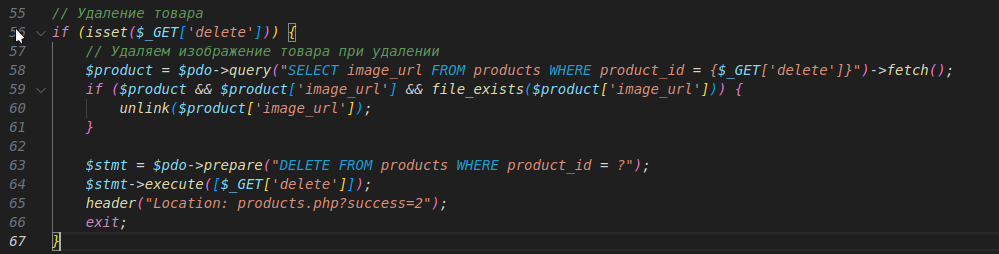 55 // Удаление товара
56 if (isset($_GET['delete'])) {
57 // Удаляем изображение товара при удалении
58 $product = $pdo->query("SELECT image_url FROM products WHERE product_id = {$_GET['delete']}")->fetch();
59 if ($product && $product['image_url'] && file_exists($product['image_url'])) {
60 unlink($product['image_url']);
61 }
62
63 $stmt = $pdo->prepare("DELETE FROM products WHERE product_id = ?");
64 $stmt->execute([$_GET['delete']]);
65 header("Location: products.php?success=2");
66 exit;
67 }